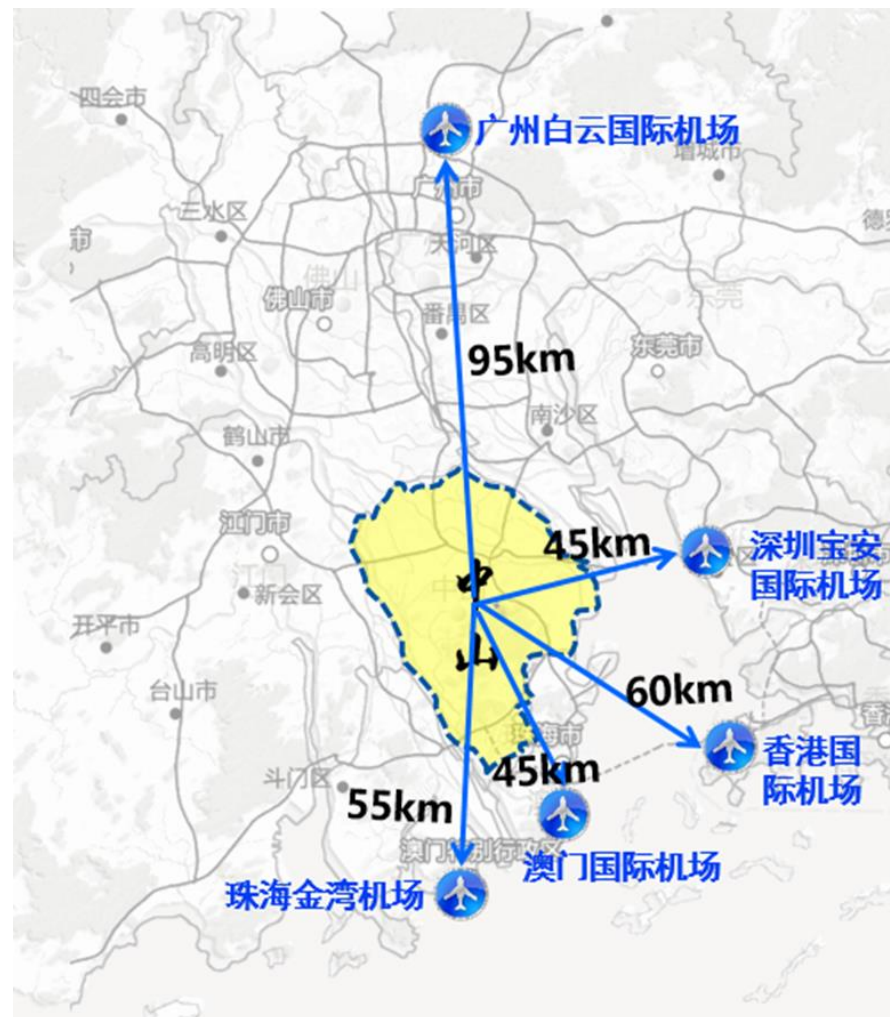 广州白云国际机场
四会市
增城市
广州市
三水区
天河区
佛山
佛山市
东莞
番禺区
东莞市
高明区
95km
南沙区
鹤山市
江门市
45km
深圳宝安
国际机场
中
新会区
开平市
山
60km
台山市
珠海市
香港国
际机场
45km
斗门区
55km
澳门特别行政区
澳门国际机场
珠海金湾机场